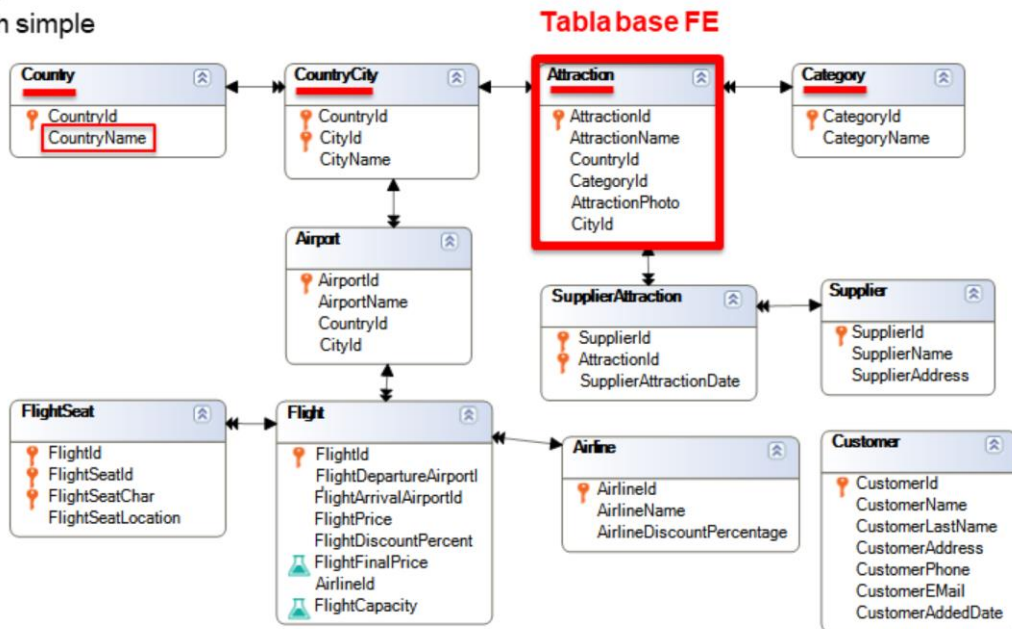 n simple
Tabla base FE
Country
CountryId
CountryName
CountryCity
CountryId
CityId
CityName
Attraction
AttractionId
AttractionName
CountryId
CategoryId
AttractionPhoto
CityId
Category
CategoryId
CategoryName
Airport
AirportId
AirportName
CountryId
CityId
SupplierAttraction
SupplierId
AttractionId
SupplierAttractionDate
Supplier
SupplierId
SupplierName
SupplierAddress
FlightSeat
FlightId
FlightSeatId
FlightSeatChar
FlightSeatLocation
Flight
FlightId
FlightDepartureAirportI
FlightArrivalAirportId
FlightPrice
FlightDiscountPercent
FlightFinalPrice
AirlineId
FlightCapacity
Airline
AirlineId
AirlineName
AirlineDiscountPercentage
Customer
CustomerId
CustomerName
CustomerLastName
CustomerAddress
CustomerPhone
CustomerEMail
CustomerAddedDate